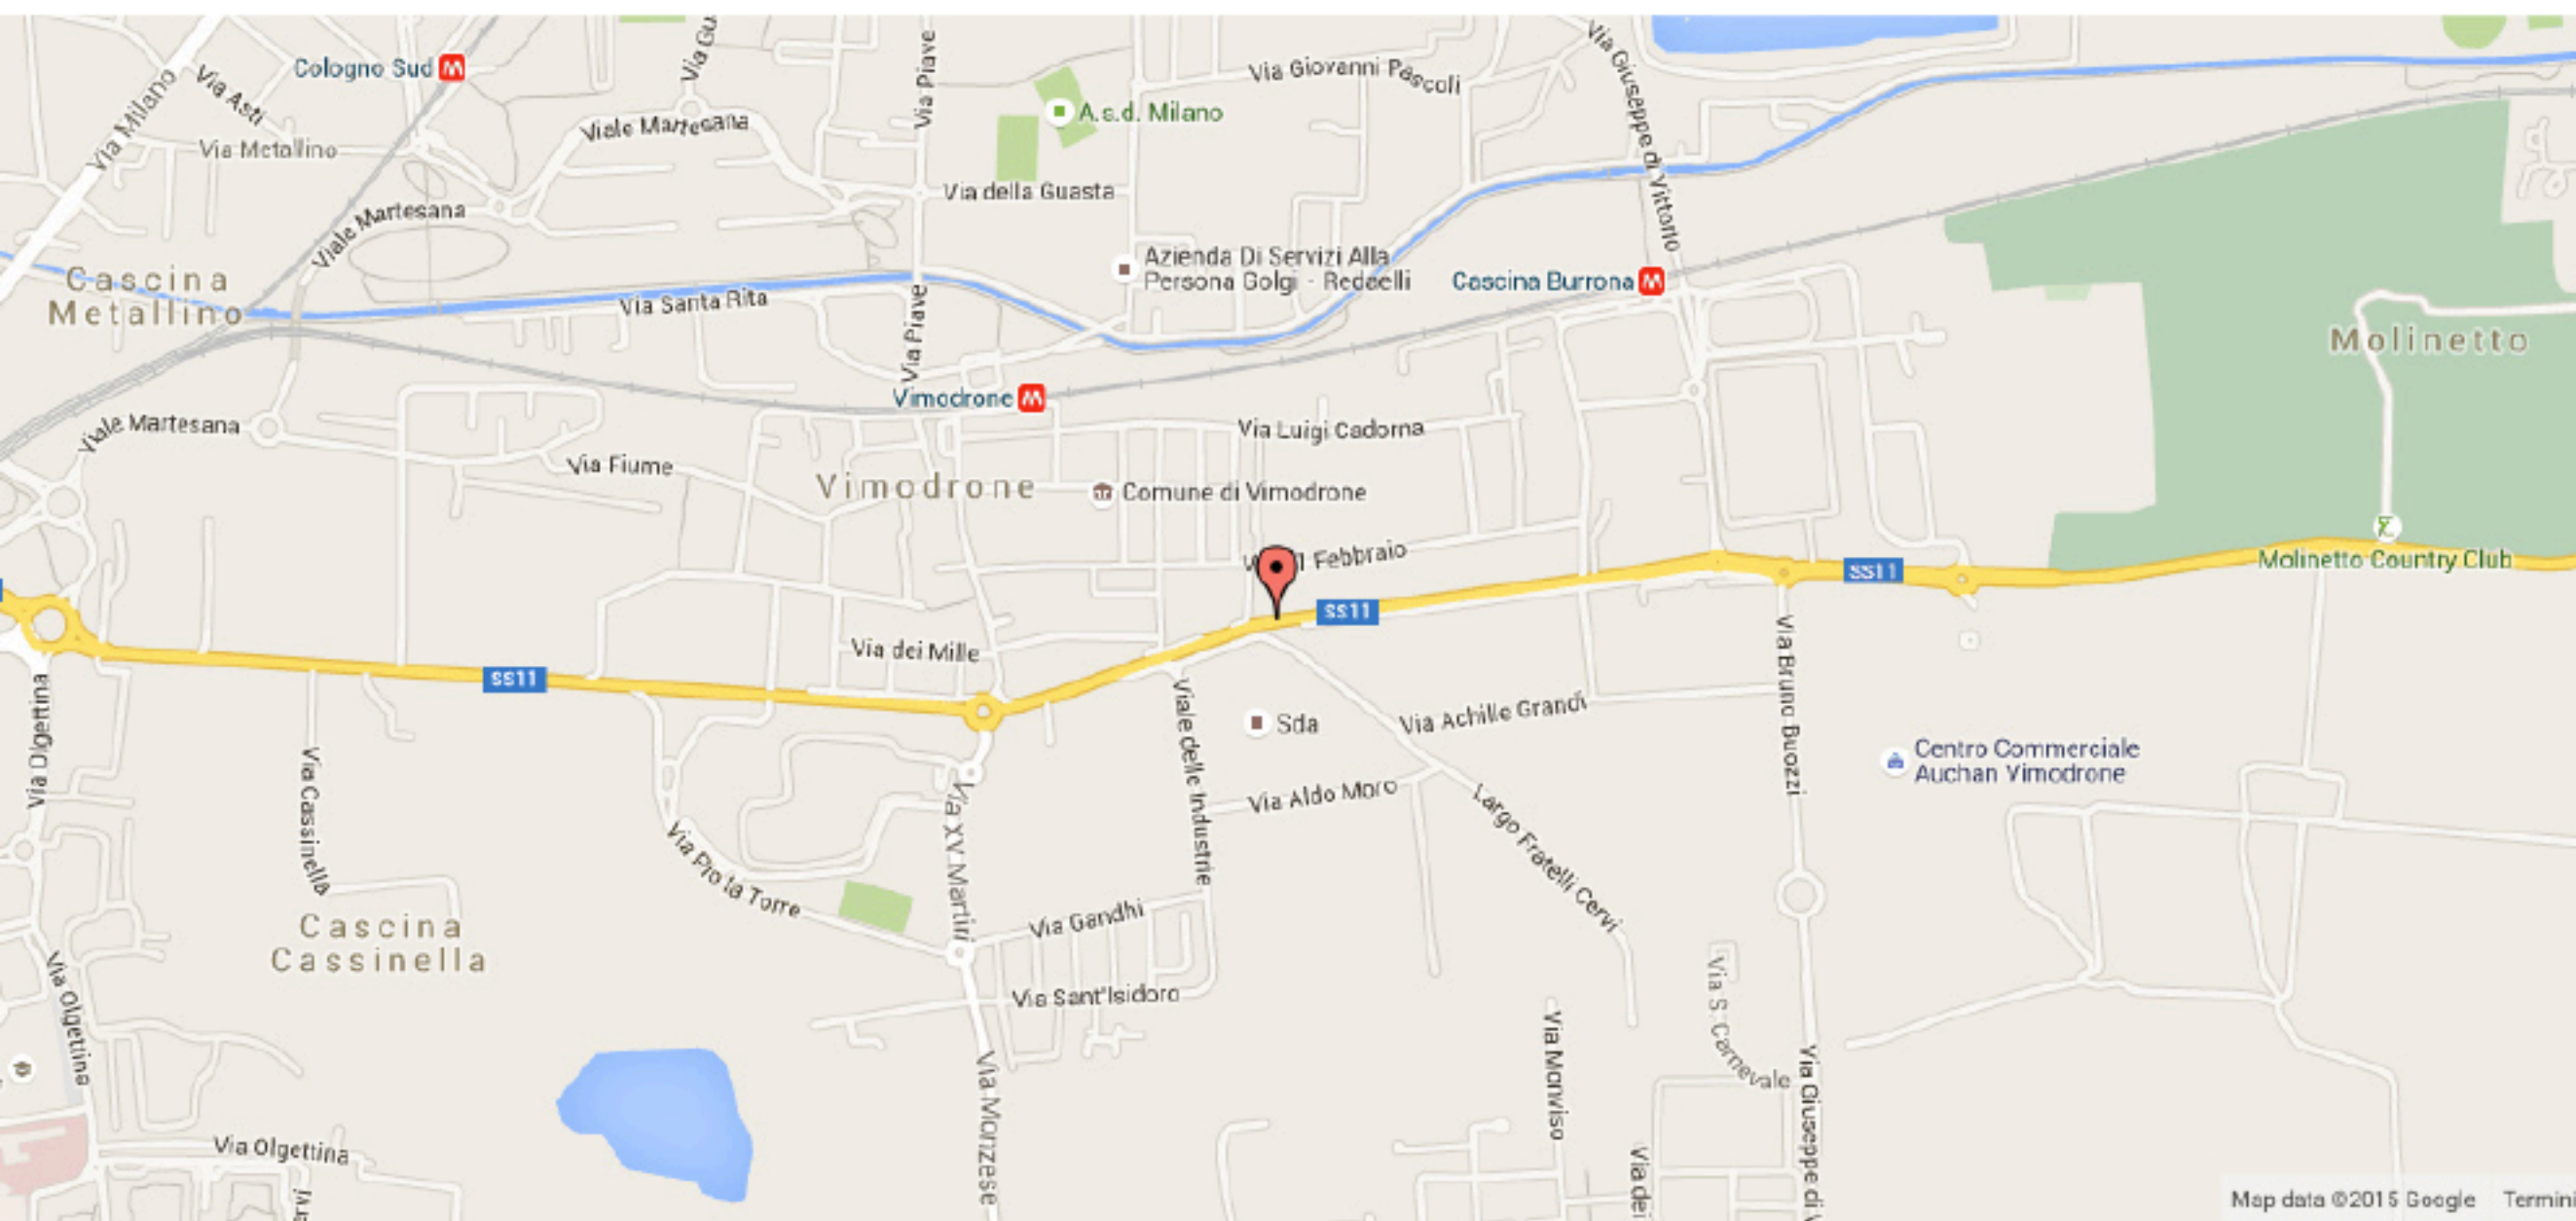 Cologno Sud
Via Milano
Via Asti
Via Metallino
Viale Martesana
Via Gu
Viale Martesana
Via Piave
A.s.d. Milano
Via Giovanni Pascoli
Via Giuseppe di Vittorio
Via della Guasta
Azienda Di Servizi Alla
Persona Golgi - Redaelli
Cascina Burrona
Cascina
Metallino
Via Santa Rita
Via Piave
Vimodrone
Viale Martesana
Via Fiume
Via Luigi Cadorna
Molinetto
Vimodrone
Comune di Vimodrone
Febbraio
SS11
SS11
Molinetto Country Club
Via dei Mille
SS11
Via Olgettina
Via Cassinella
Via Pio la Torre
Via XV Martiri
Viale delle Industrie
Sda
Via Achille Grandi
Via Aldo Moro
Largo Fratelli Cervi
Via Bruno Buozzi
Centro Commerciale
Auchan Vimodrone
Cascina
Cassinella
Via Gandhi
Via Sant'Isidoro
Via Olgettina
Via Olgettina
Via Monzese
Via Monviso
Via S. Carnevale
Via dei
Via Giuseppe di
Map data ©2015 Google
Termini